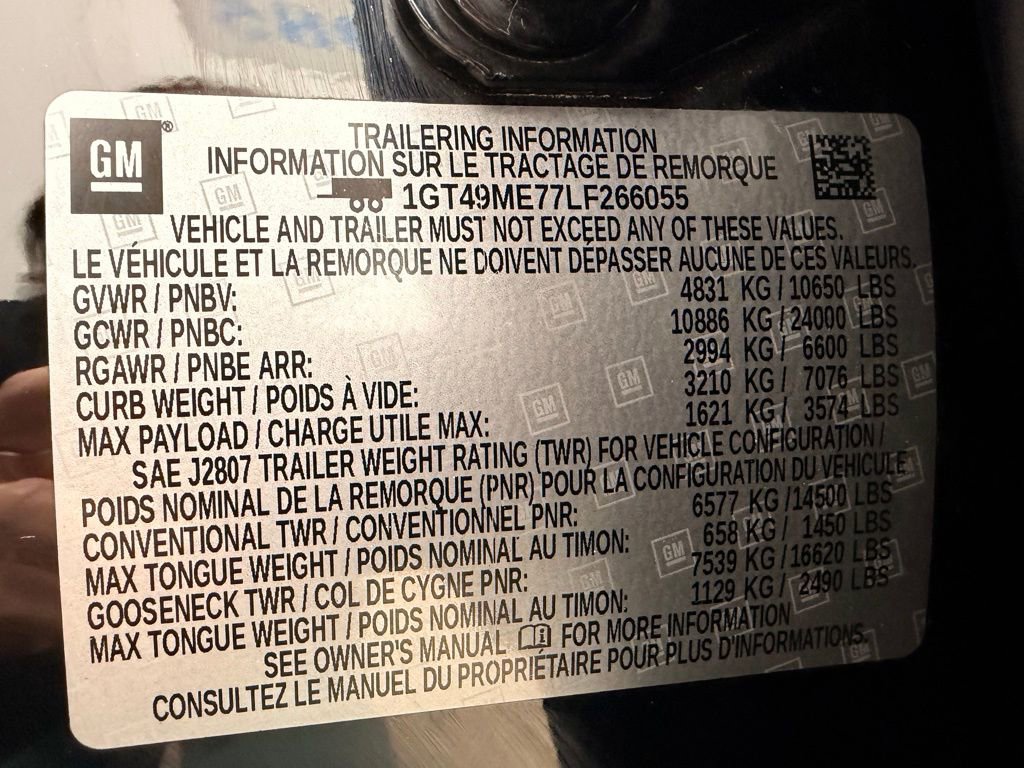 GM®
TRAILERING INFORMATION
INFORMATION SUR LE TRACTAGE DE REMORQUE
1GT49ME77LF266055
VEHICLE AND TRAILER MUST NOT EXCEED ANY OF THESE VALUES.
LE VÉHICULE ET LA REMORQUE NE DOIVENT DÉPASSER AUCUNE DE CES VALEURS.
GVWR / PNBV: 4831 KG / 10650 LBS
GCWR / PNBC: 10886 KG / 24000 LBS
RGAWR / PNBE ARR: 2994 KG / 6600 LBS
CURB WEIGHT / POIDS À VIDE: 3210 KG / 7076 LBS
MAX PAYLOAD / CHARGE UTILE MAX: 1621 KG / 3574 LBS
SAE J2807 TRAILER WEIGHT RATING (TWR) FOR VEHICLE CONFIGURATION /
POIDS NOMINAL DE LA REMORQUE (PNR) POUR LA CONFIGURATION DU VÉHICULE
CONVENTIONAL TWR / CONVENTIONNEL PNR: 6577 KG / 14500 LBS
MAX TONGUE WEIGHT / POIDS NOMINAL AU TIMON: 658 KG / 1450 LBS
GOOSENECK TWR / COL DE CYGNE PNR: 7539 KG / 16620 LBS
MAX TONGUE WEIGHT / POIDS NOMINAL AU TIMON: 1129 KG / 2490 LBS
SEE OWNER'S MANUAL FOR MORE INFORMATION
CONSULTEZ LE MANUEL DU PROPRIÉTAIRE POUR PLUS D'INFORMATIONS.